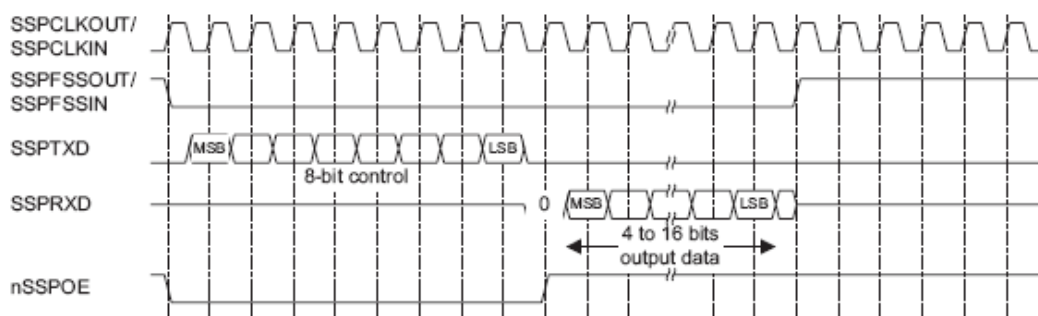 SSPCLKOUT/
SSPCLKIN
SSPFSSOUT/
SSPFSSIN
SSPTXD
MSB
LSB
8-bit control
SSPRXD
0
MSB
LSB
4 to 16 bits
output data
nSSPOE